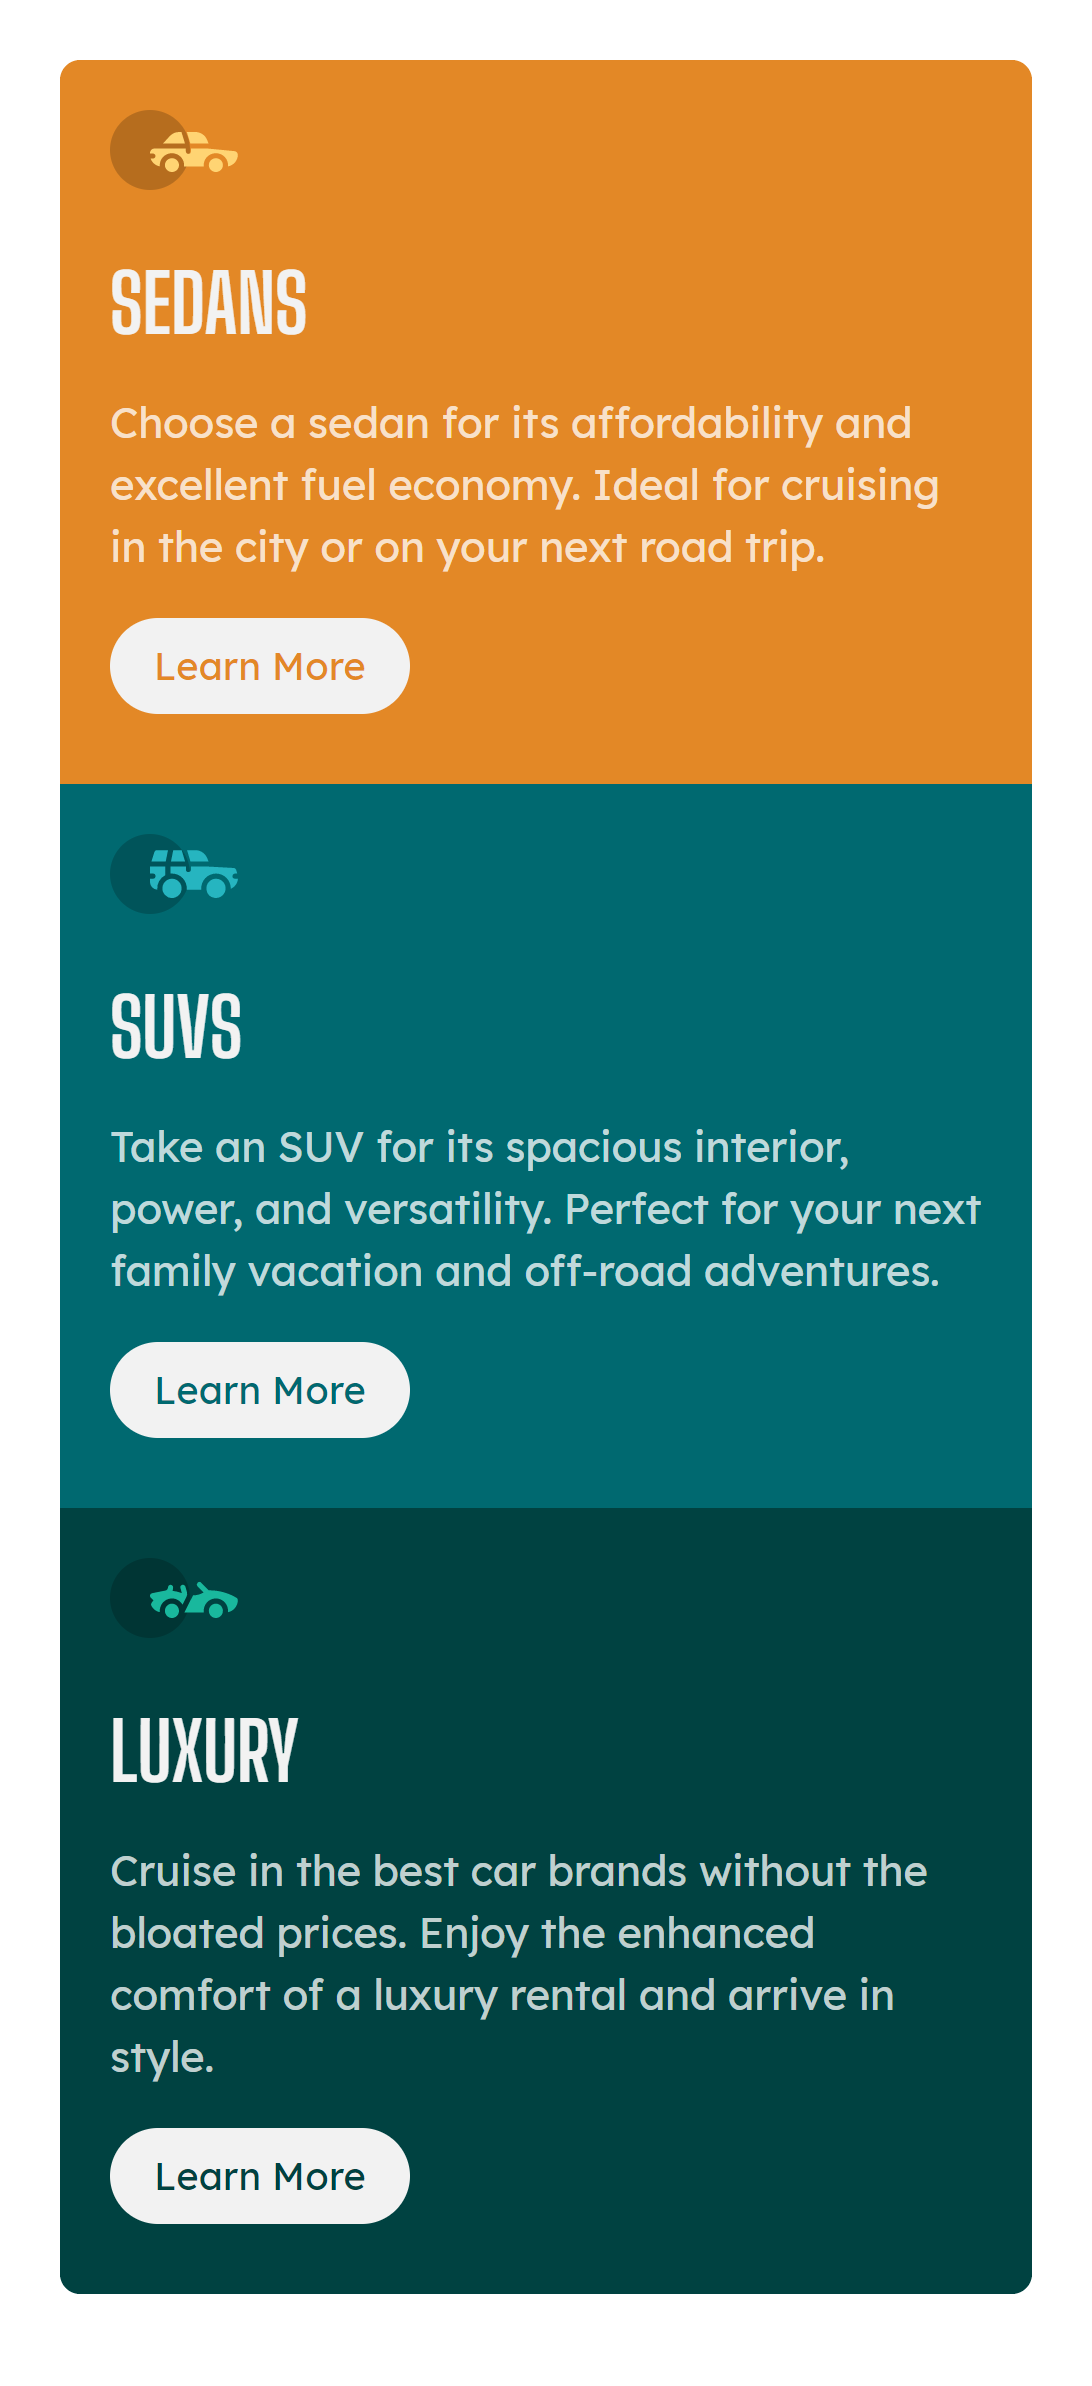 SEDANS
Choose a sedan for its affordability and
excellent fuel economy. Ideal for cruising
in the city or on your next road trip.
Learn More
SUVS
Take an SUV for its spacious interior,
power, and versatility. Perfect for your next
family vacation and off-road adventures.
Learn More
LUXURY
Cruise in the best car brands without the
bloated prices. Enjoy the enhanced
comfort of a luxury rental and arrive in
style.
Learn More